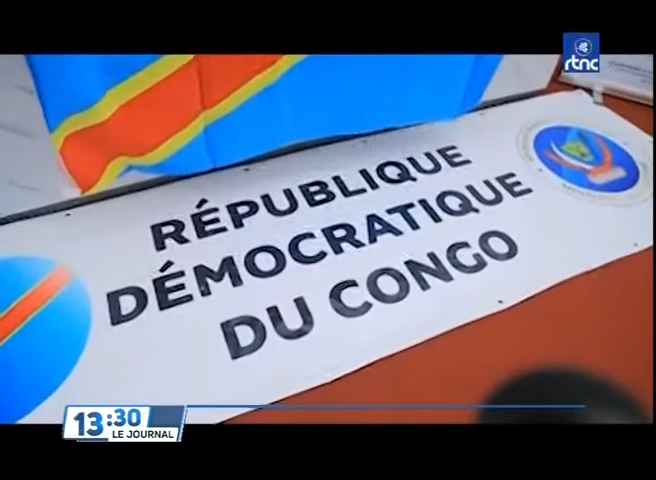 rtnc
RÉPUBLIQUE
DÉMOCRATIQUE
DU CONGO
13:30
LE JOURNAL